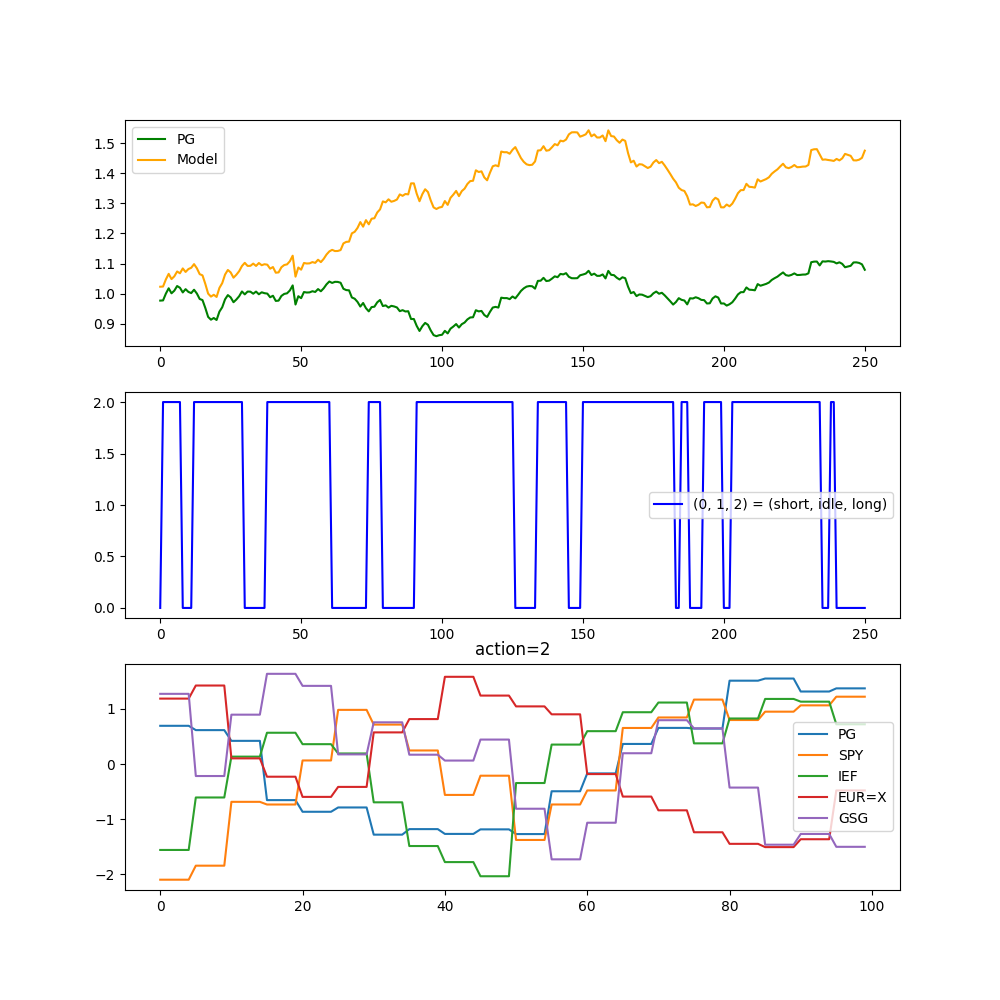 PG
Model
1.5
1.4
1.3
1.2
1.1
1.0
0.9
0 50 100 150 200 250
2.0
1.5
1.0
0.5
0.0
(0, 1, 2) = (short, idle, long)
0 50 100 150 200 250
action=2
1
0
−1
−2
PG
SPY
IEF
EUR=X
GSG
0 20 40 60 80 100